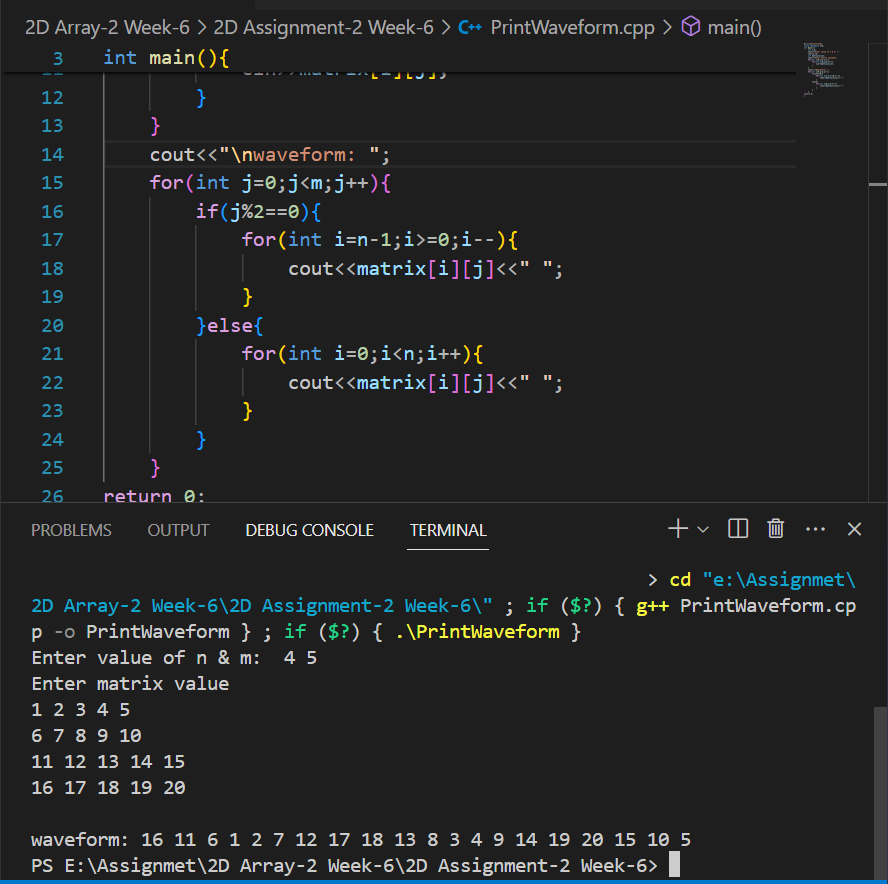 2D Array-2 Week-6 > 2D Assignment-2 Week-6 > C++ PrintWaveform.cpp > main()
3 int main(){
12 }
13 }
14 cout<<"\nwaveform: ";
15 for(int j=0;j<m;j++){
16 if(j%2==0){
17 for(int i=n-1;i>=0;i--){
18 cout<<matrix[i][j]<<" ";
19 }
20 }else{
21 for(int i=0;i<n;i++){
22 cout<<matrix[i][j]<<" ";
23 }
24 }
25 }
26 return 0;
PROBLEMS OUTPUT DEBUG CONSOLE TERMINAL
> cd "e:\Assignmet\
2D Array-2 Week-6\2D Assignment-2 Week-6\" ; if ($?) { g++ PrintWaveform.cp
p -o PrintWaveform } ; if ($?) { .\PrintWaveform }
Enter value of n & m:  4 5
Enter matrix value
1 2 3 4 5
6 7 8 9 10
11 12 13 14 15
16 17 18 19 20
waveform: 16 11 6 1 2 7 12 17 18 13 8 3 4 9 14 19 20 15 10 5
PS E:\Assignmet\2D Array-2 Week-6\2D Assignment-2 Week-6>